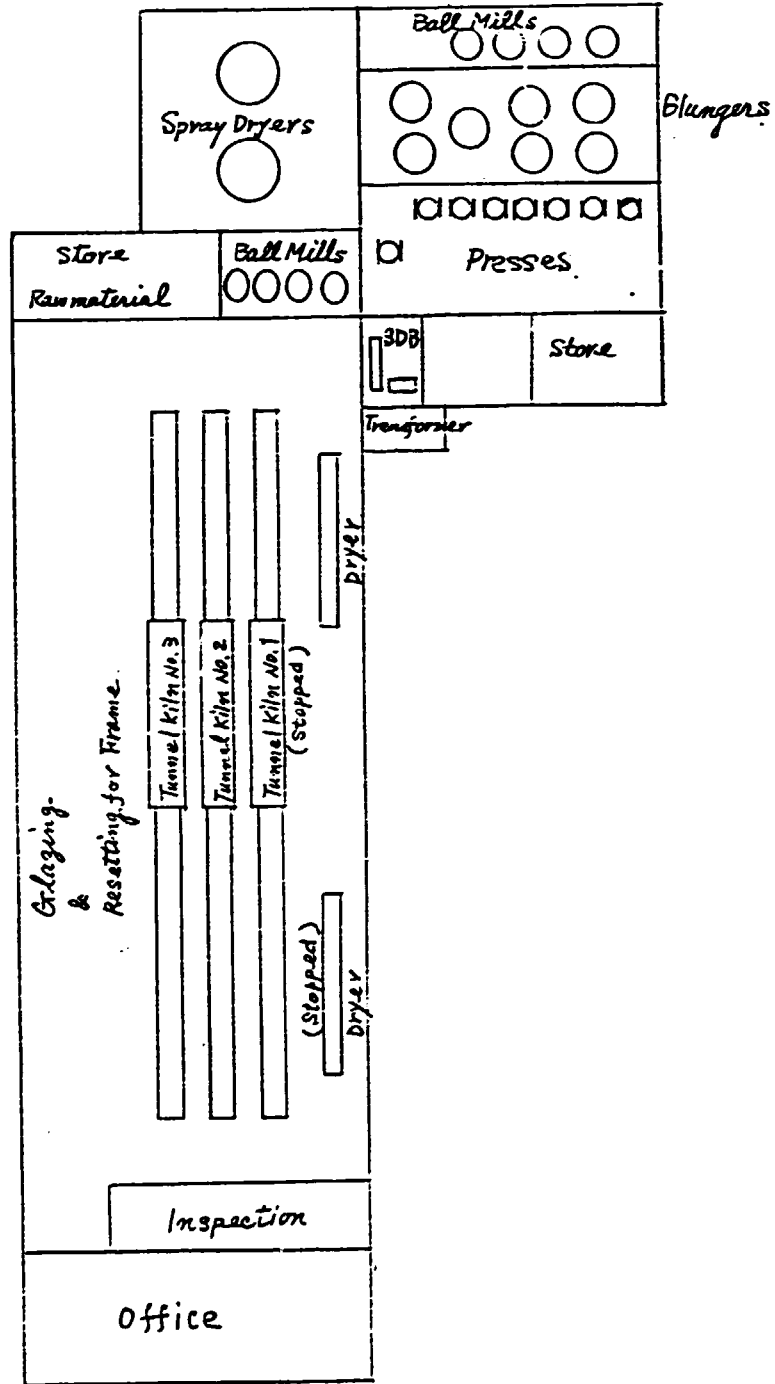 Ball Mills
Spray Dryers
Blungers
Store
Raw material
Ball Mills
Presses
3DB
Store
Transformer
Dryer
Tunnel Kiln No. 3
Tunnel Kiln No. 2
Tunnel Kiln No. 1
(Stopped)
Glazing
&
Resetting for Frame
(Stopped)
Dryer
Inspection
Office